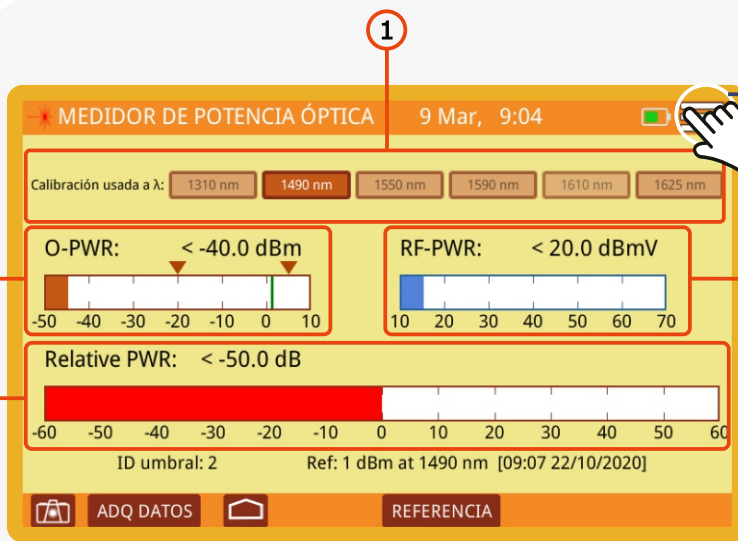 1
MEDIDOR DE POTENCIA ÓPTICA 9 Mar, 9:04
Calibración usada a λ: 1310 nm 1490 nm 1550 nm 1590 nm 1610 nm 1625 nm
O-PWR: < -40.0 dBm
-50 -40 -30 -20 -10 0 10
RF-PWR: < 20.0 dBmV
10 20 30 40 50 60 70
Relative PWR: < -50.0 dB
-60 -50 -40 -30 -20 -10 0 10 20 30 40 50 60
ID umbral: 2 Ref: 1 dBm at 1490 nm [09:07 22/10/2020]
ADQ DATOS REFERENCIA